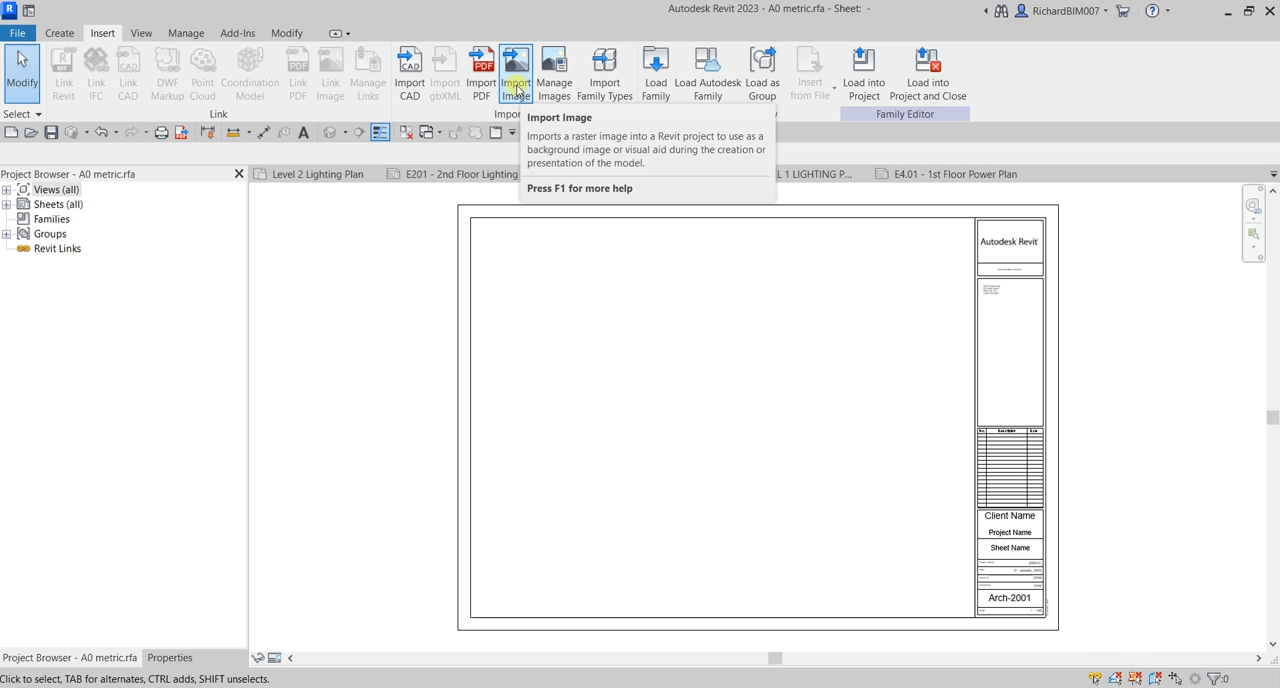 Autodesk Revit 2023 - A0 metric.rfa - Sheet: -
RichardBIM007
File Create Insert View Manage Add-Ins Modify
Modify
Link Revit
Link IFC
Link CAD
DWF Markup
Point Cloud
Coordination Model
Link PDF
Link Image
Manage Links
Import CAD
Import gbXML
Import PDF
Import Image
Manage Images
Import Family Types
Load Family
Load Autodesk Family
Load as Group
Insert from File
Load into Project
Load into Project and Close
Select
Link
Impor
Family Editor
Import Image
Imports a raster image into a Revit project to use as a
background image or visual aid during the creation or
presentation of the model.
Press F1 for more help
Project Browser - A0 metric.rfa
Level 2 Lighting Plan
E201 - 2nd Floor Lighting
L 1 LIGHTING P...
E4.01 - 1st Floor Power Plan
Views (all)
Sheets (all)
Families
Groups
Revit Links
Autodesk Revit'
No. Description Date
Client Name
Project Name
Sheet Name
Arch-2001
Project Browser - A0 metric.rfa
Properties
Click to select, TAB for alternates, CTRL adds, SHIFT unselects.
:0